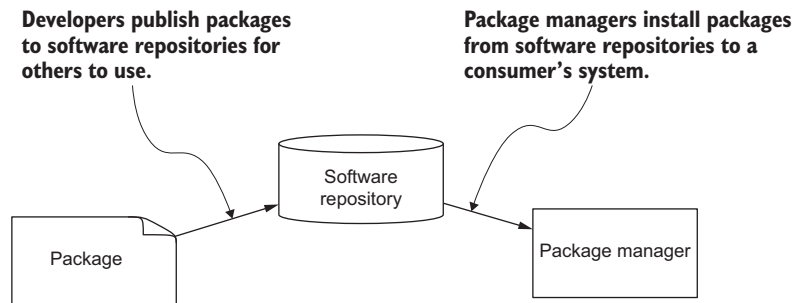 Developers publish packages
to software repositories for
others to use.
Package managers install packages
from software repositories to a
consumer’s system.
Software
repository
Package
Package manager